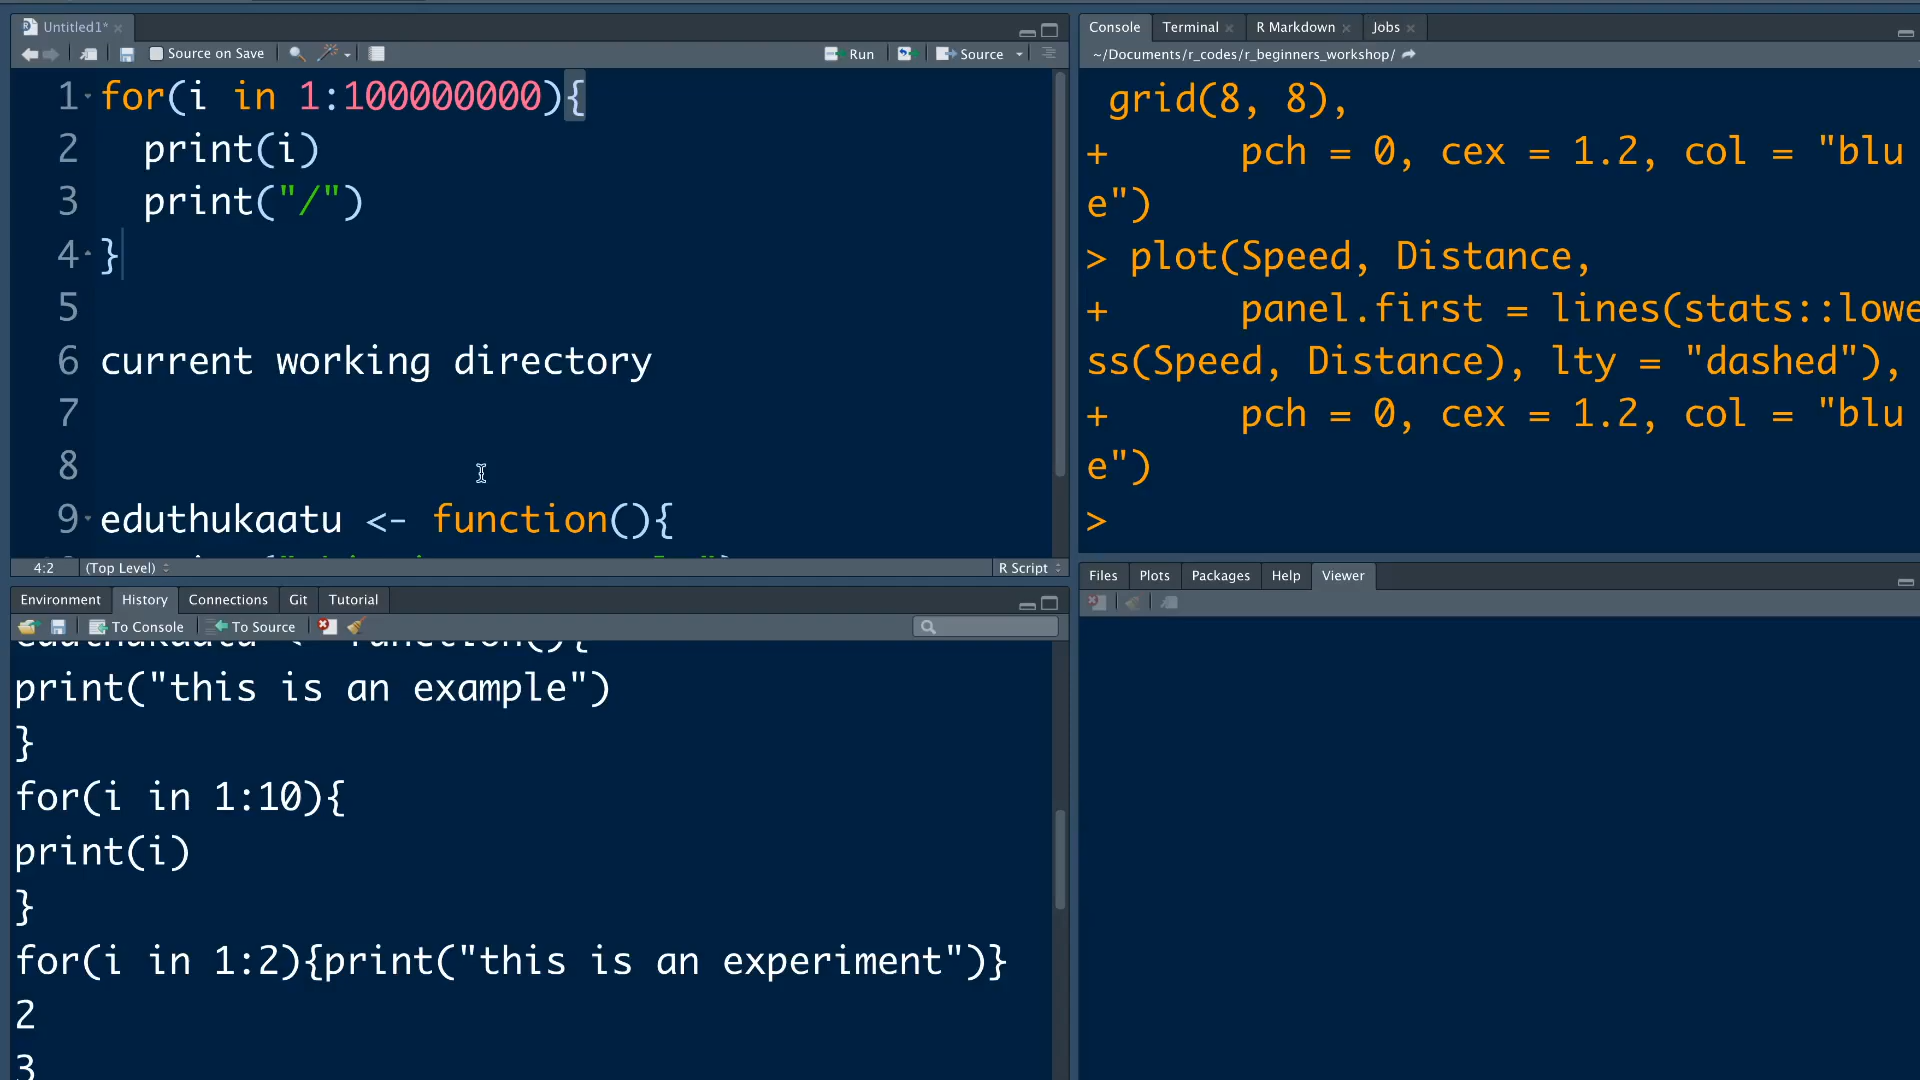 Untitled1*
Source on Save
Run
Source
1 for(i in 1:100000000){
2 print(i)
3 print("/")
4 }
5
6 current working directory
7
8
9 eduthukaatu <- function(){
4:2 (Top Level) R Script
Environment History Connections Git Tutorial
To Console To Source
eduthukaatu <- function(){
print("this is an example")
}
for(i in 1:10){
print(i)
}
for(i in 1:2){print("this is an experiment")}
2
3
Console Terminal R Markdown Jobs
~/Documents/r_codes/r_beginners_workshop/
grid(8, 8),
+ pch = 0, cex = 1.2, col = "blu
e")
> plot(Speed, Distance,
+ panel.first = lines(stats::lowe
ss(Speed, Distance), lty = "dashed"),
+ pch = 0, cex = 1.2, col = "blu
e")
>
Files Plots Packages Help Viewer